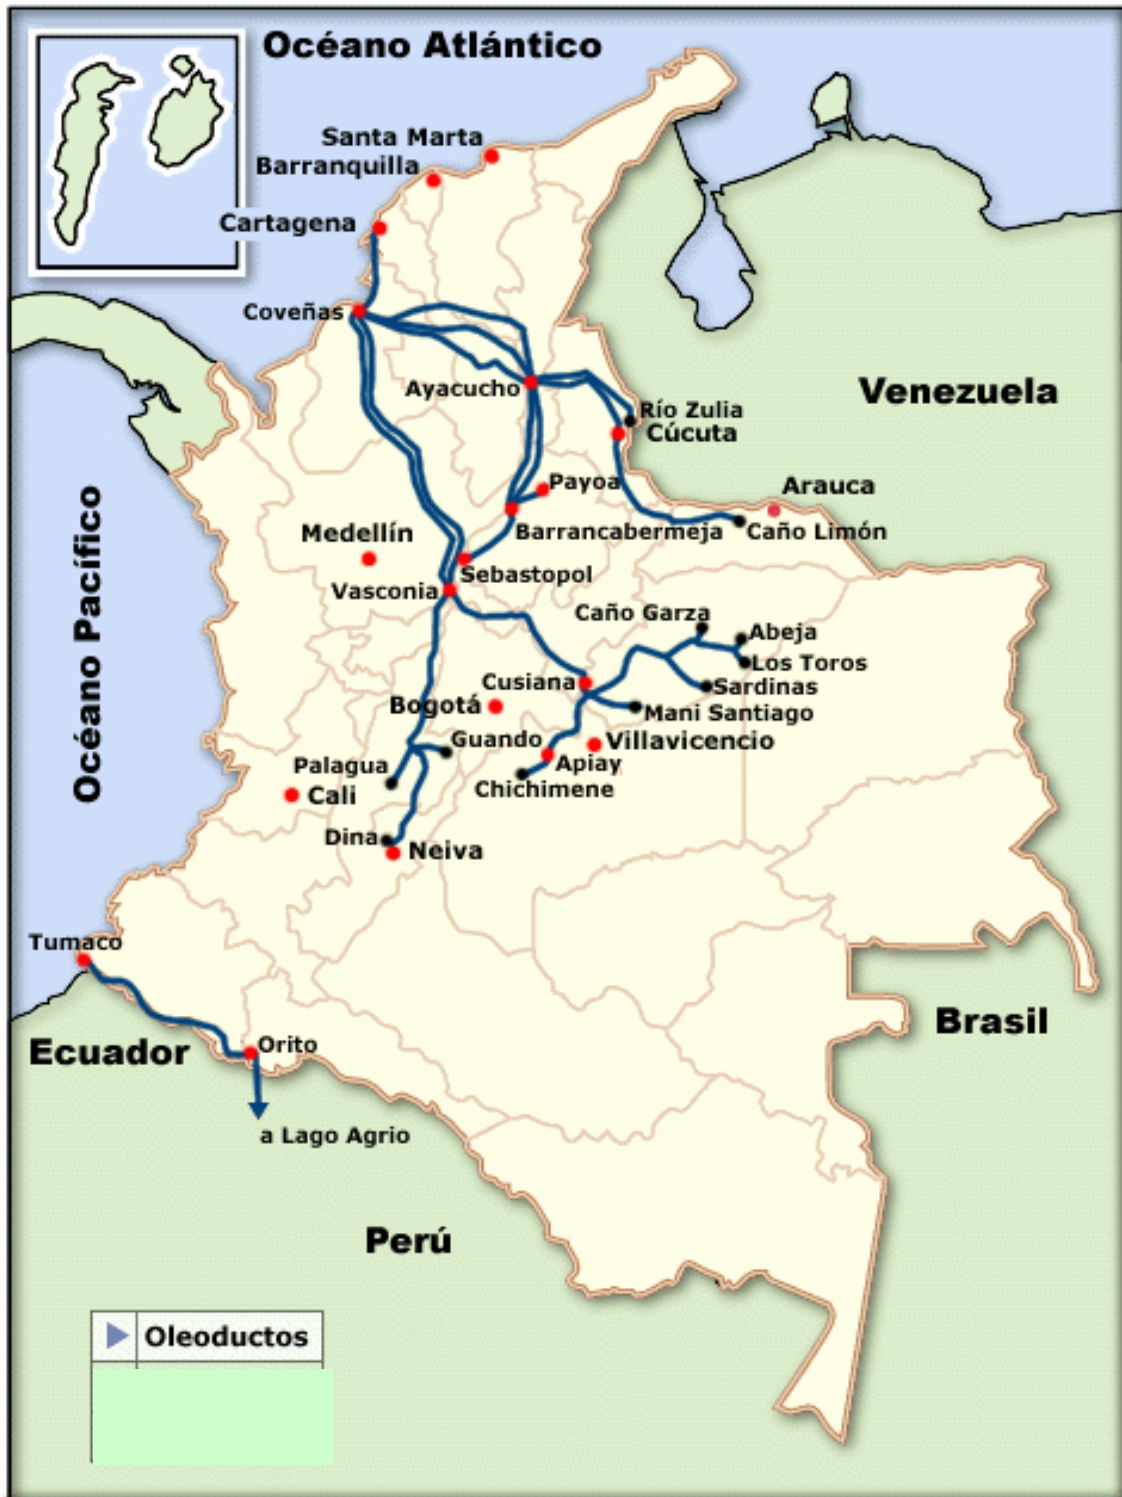 Océano Atlántico
Santa Marta
Barranquilla
Cartagena
Coveñas
Ayacucho
Venezuela
Río Zulia
Cúcuta
Payoa
Arauca
Barrancabermeja
Caño Limón
Océano Pacífico
Medellín
Sebastopol
Vasconia
Caño Garza
Abeja
Los Toros
Cusiana
Sardinas
Bogotá
Mani Santiago
Guando
Villavicencio
Palagua
Apiay
Chichimene
Cali
Dina
Neiva
Tumaco
Brasil
Ecuador
Orito
a Lago Agrio
Perú
Oleoductos